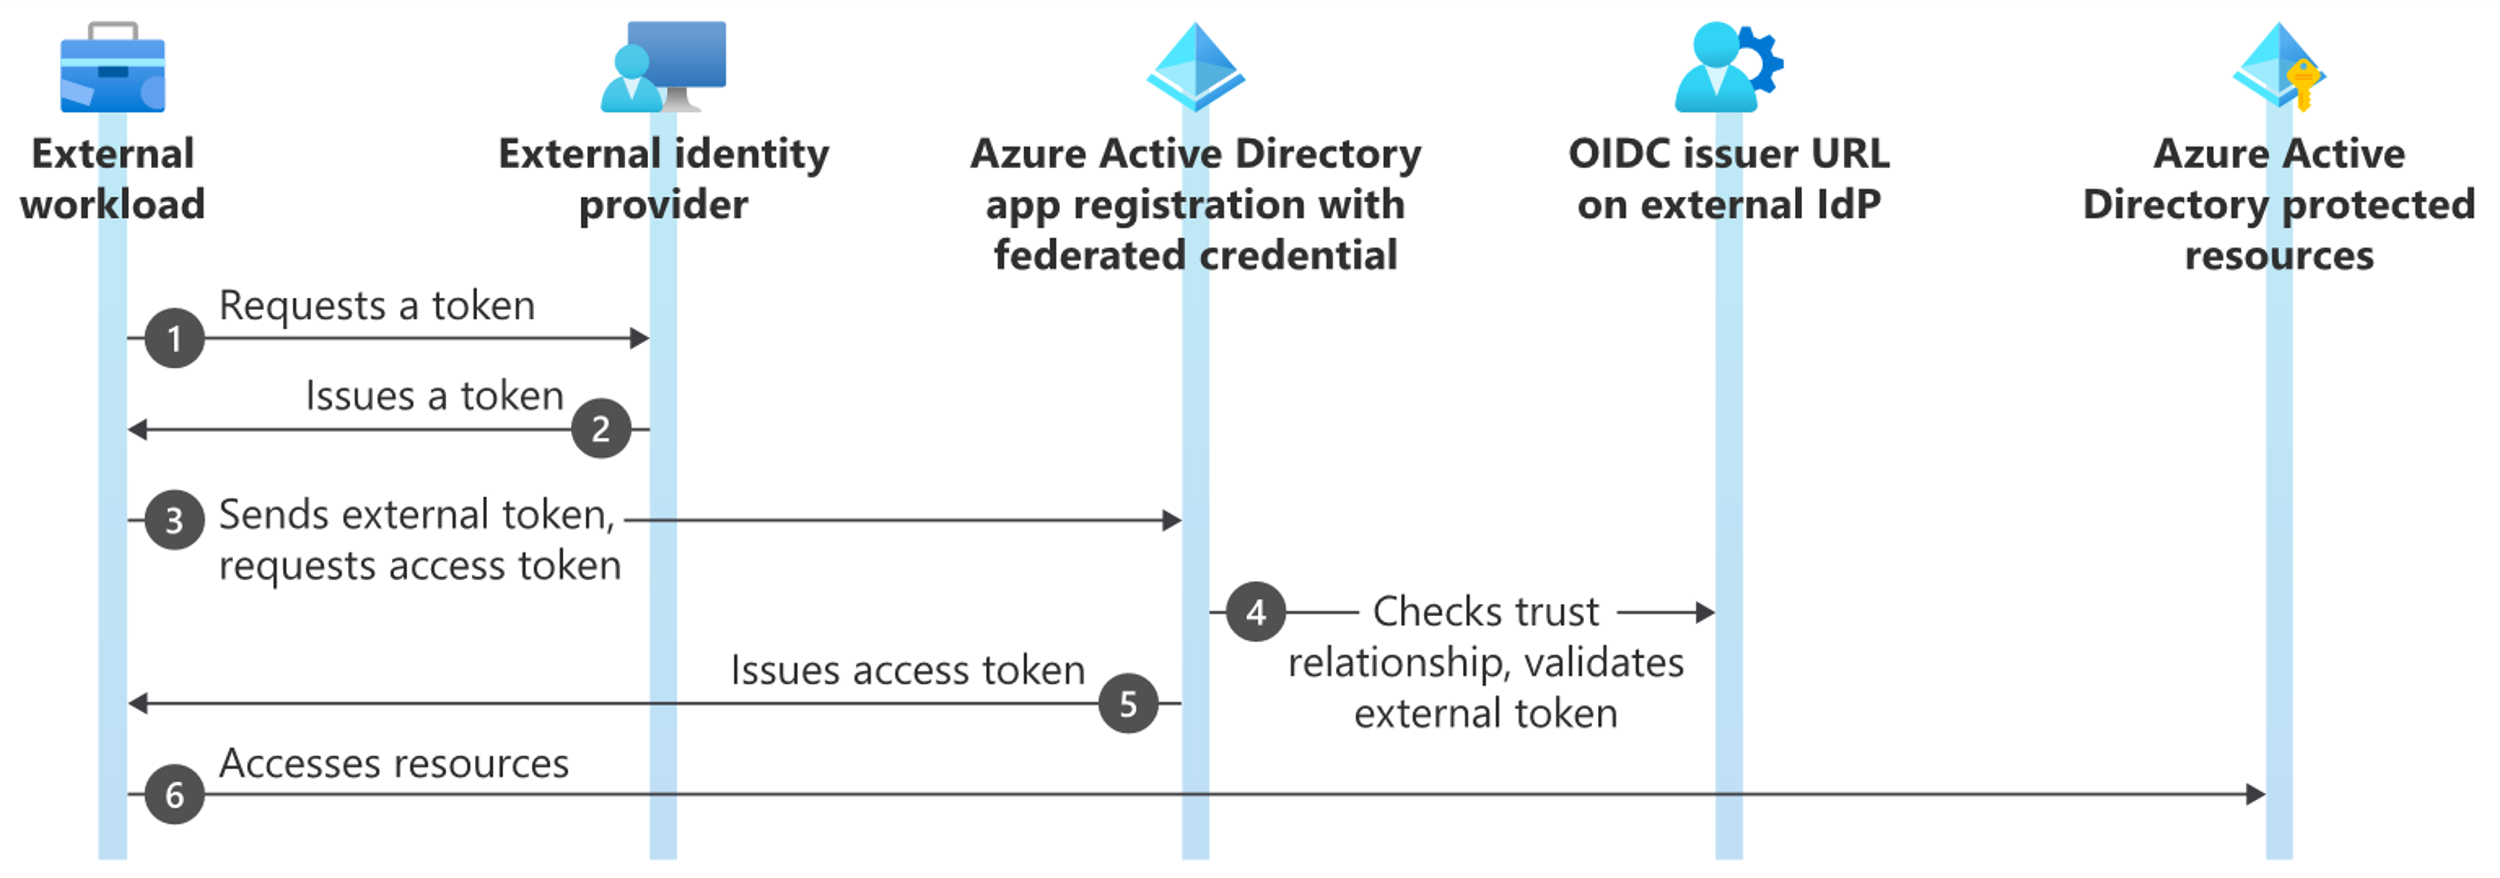 External
workload
External identity
provider
Azure Active Directory
app registration with
federated credential
OIDC issuer URL
on external IdP
Azure Active
Directory protected
resources
1
Requests a token
Issues a token
2
3
Sends external token,
requests access token
4
Checks trust
relationship, validates
external token
Issues access token
5
Accesses resources
6